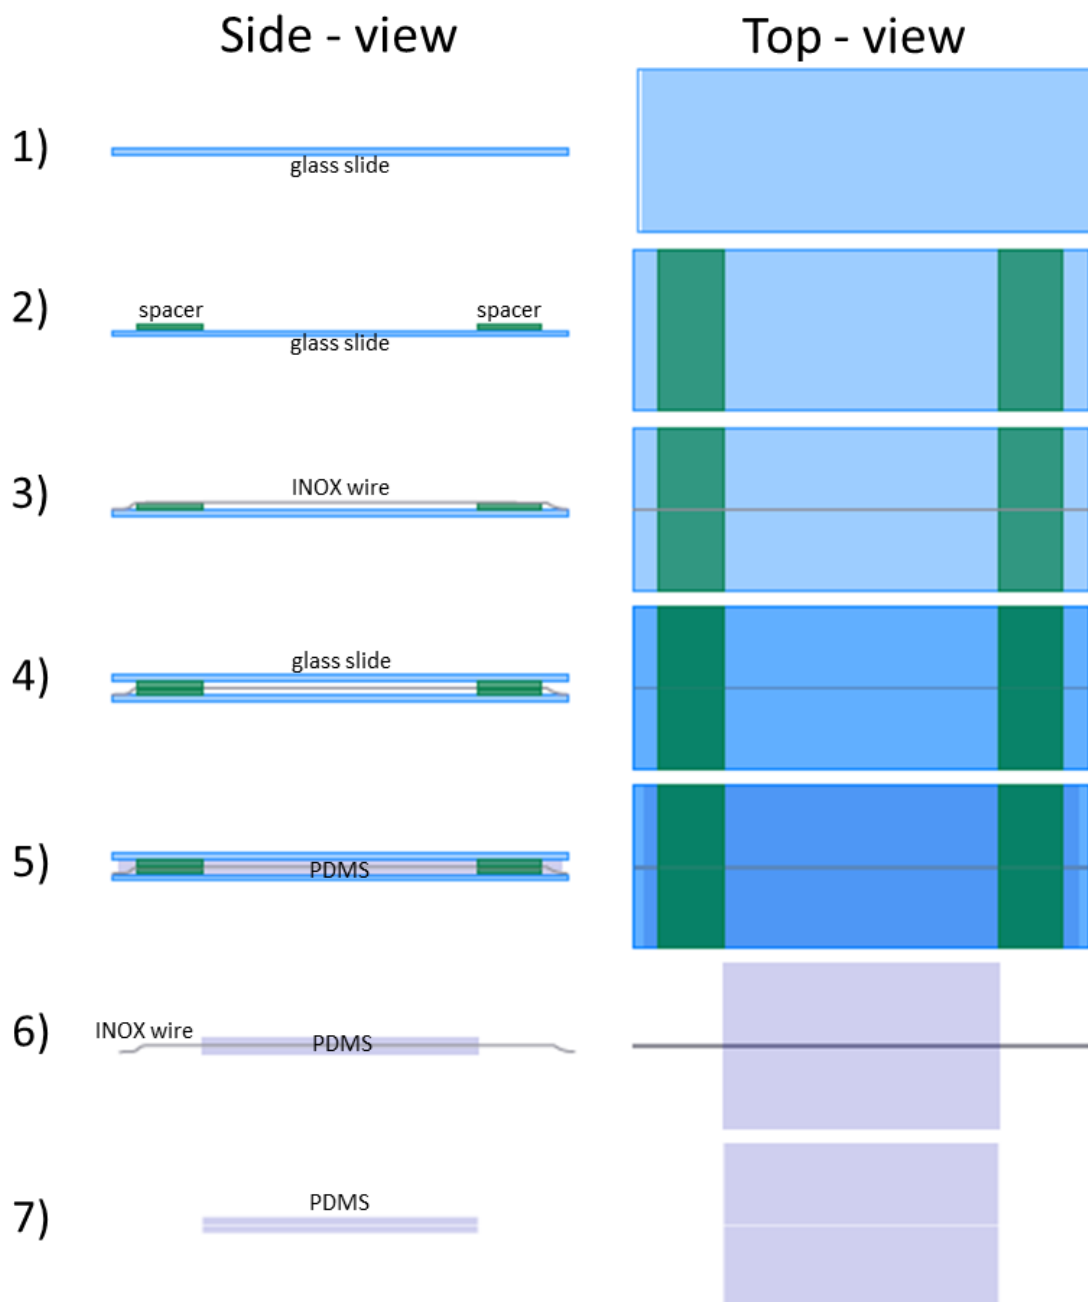 Side - view Top - view
1)
glass slide
2)
spacer spacer
glass slide
3)
INOX wire
4)
glass slide
5)
PDMS
6)
INOX wire
PDMS
7)
PDMS